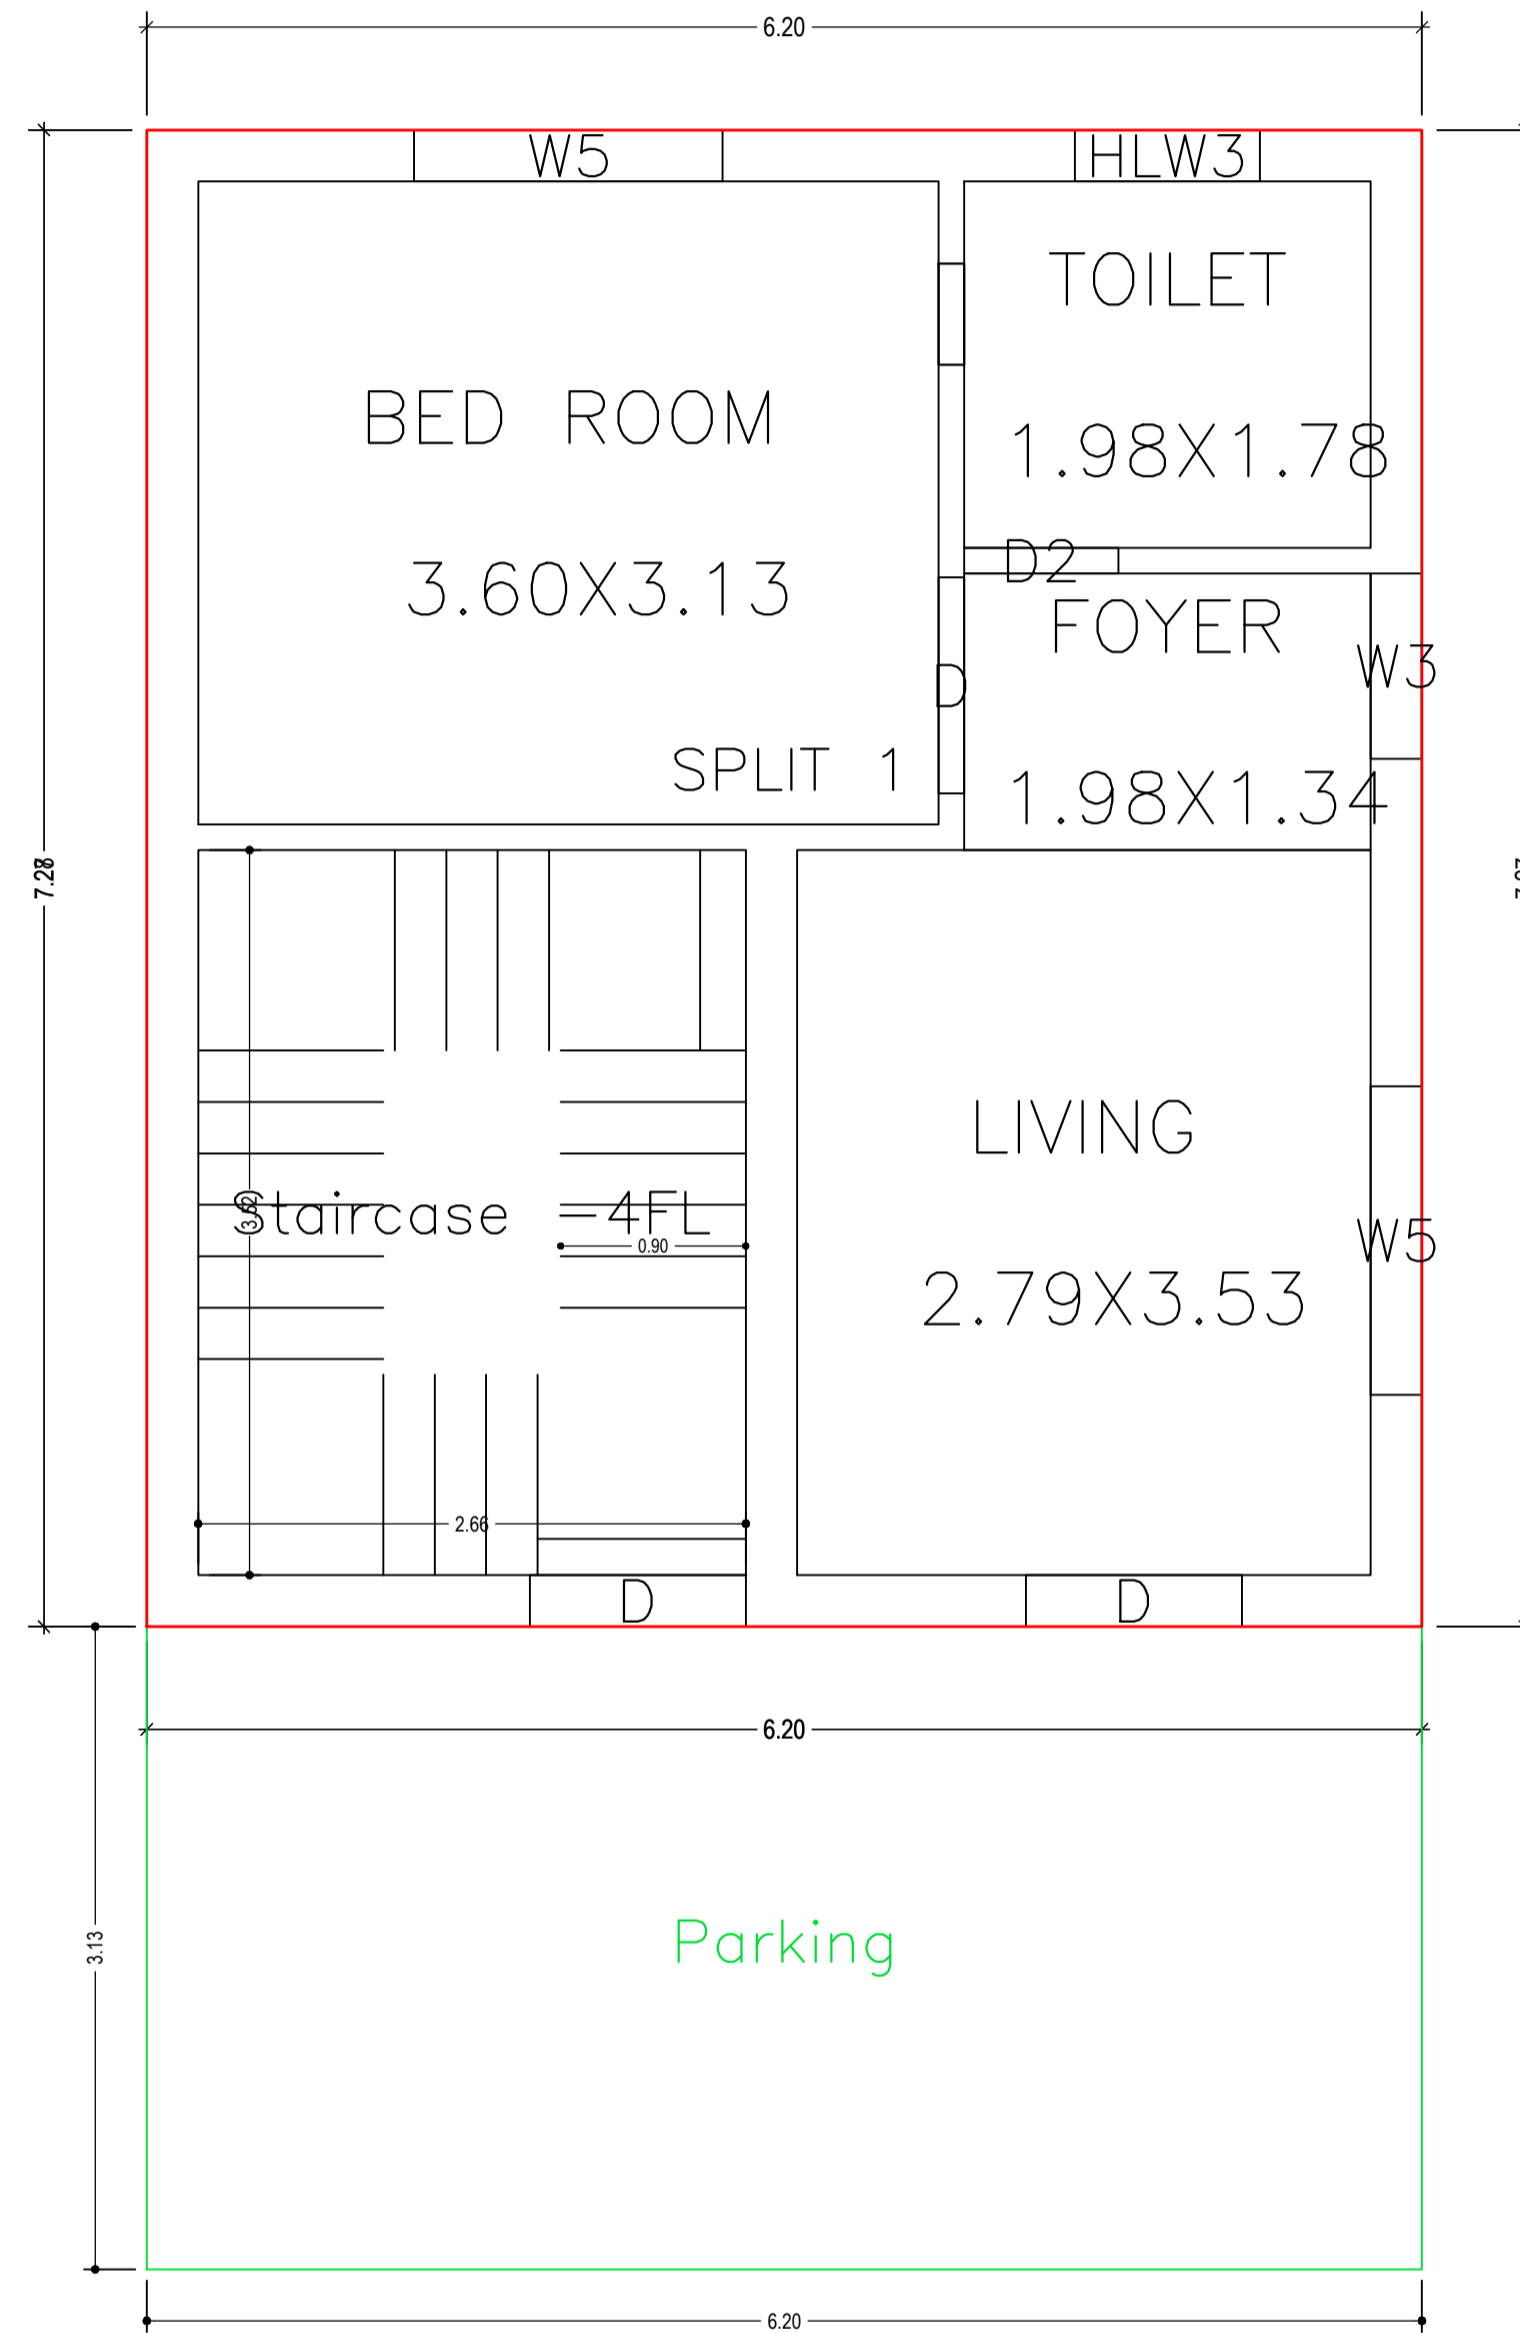 6.20
W5
HLW3
TOILET
BED ROOM
1.98X1.78
D2
3.60X3.13
FOYER
W3
D
SPLIT 1
1.98X1.34
LIVING
Staircase -4FL
3.52
0.90
W5
2.79X3.53
2.66
D
D
6.20
Parking
3.13
6.20